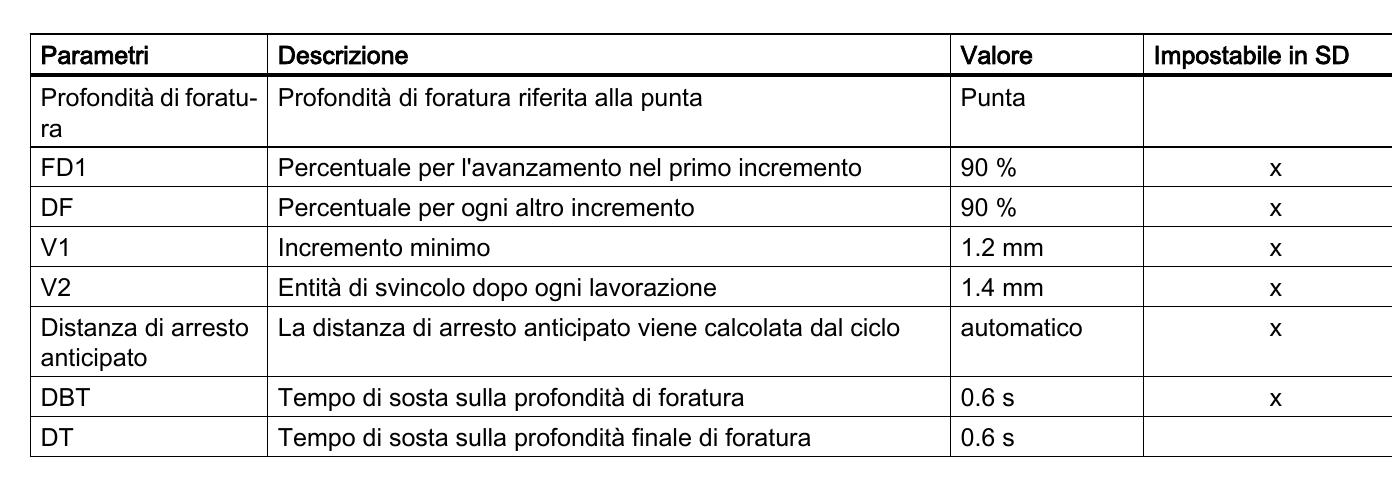 Parametri Descrizione Valore Impostabile in SD
Profondità di foratu- Profondità di foratura riferita alla punta Punta
ra
FD1 Percentuale per l'avanzamento nel primo incremento 90 % x
DF Percentuale per ogni altro incremento 90 % x
V1 Incremento minimo 1.2 mm x
V2 Entità di svincolo dopo ogni lavorazione 1.4 mm x
Distanza di arresto La distanza di arresto anticipato viene calcolata dal ciclo automatico x
anticipato
DBT Tempo di sosta sulla profondità di foratura 0.6 s x
DT Tempo di sosta sulla profondità finale di foratura 0.6 s